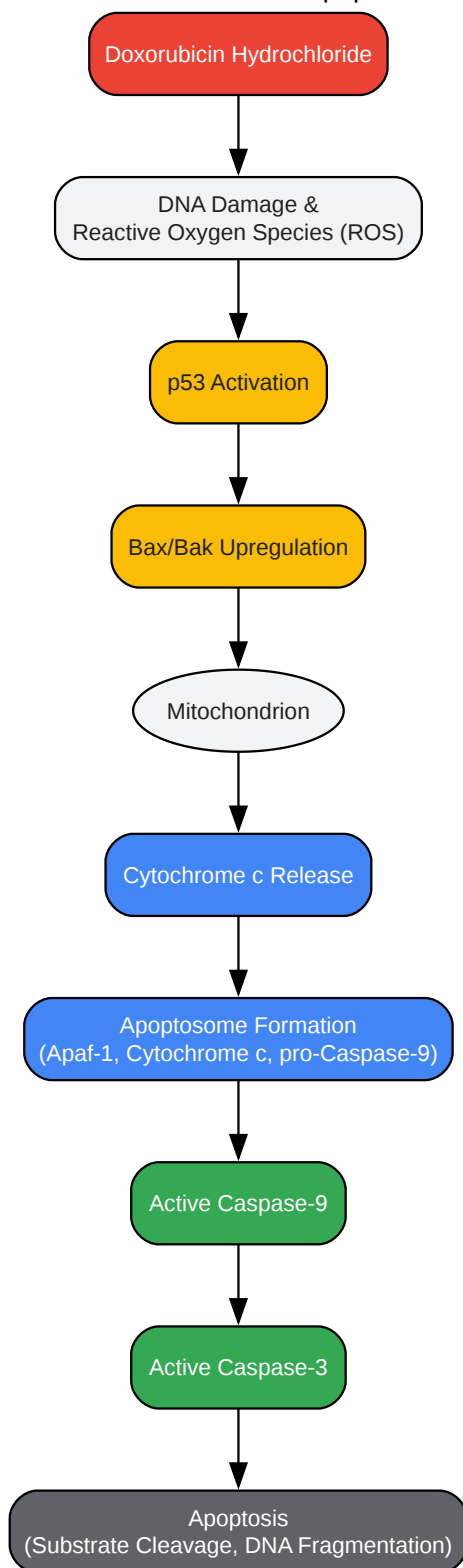 Doxorubicin Hydrochloride
DNA Damage &
Reactive Oxygen Species (ROS)
p53 Activation
Bax/Bak Upregulation
Mitochondrion
Cytochrome c Release
Apoptosome Formation
(Apaf-1, Cytochrome c, pro-Caspase-9)
Active Caspase-9
Active Caspase-3
Apoptosis
(Substrate Cleavage, DNA Fragmentation)